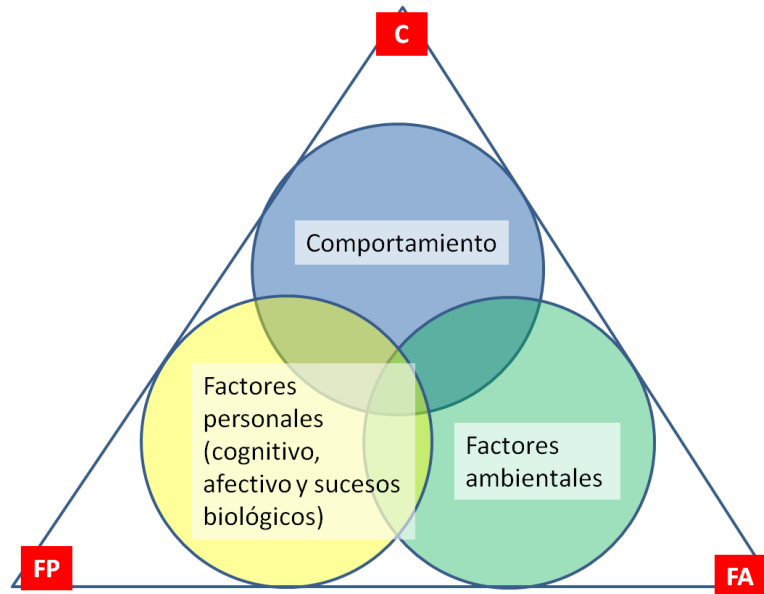 C
Comportamiento
Factores
personales
(cognitivo,
afectivo y sucesos
biológicos)
Factores
ambientales
FP
FA